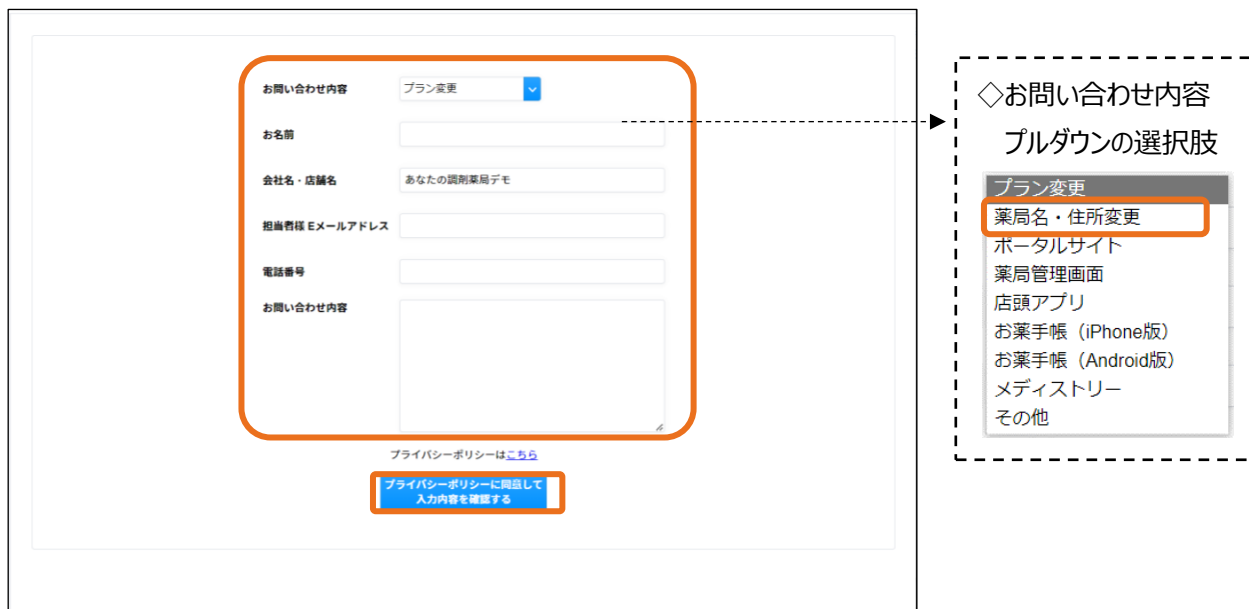 お問い合わせ内容 プラン変更
お名前
会社名・店舗名 あなたの調剤薬局デモ
担当者様 Eメールアドレス
電話番号
お問い合わせ内容
プライバシーポリシーはこちら
プライバシーポリシーに同意して
入力内容を確認する
◇お問い合わせ内容
プルダウンの選択肢
プラン変更
薬局名・住所変更
ポータルサイト
薬局管理画面
店頭アプリ
お薬手帳（iPhone版）
お薬手帳（Android版）
メディストリー
その他